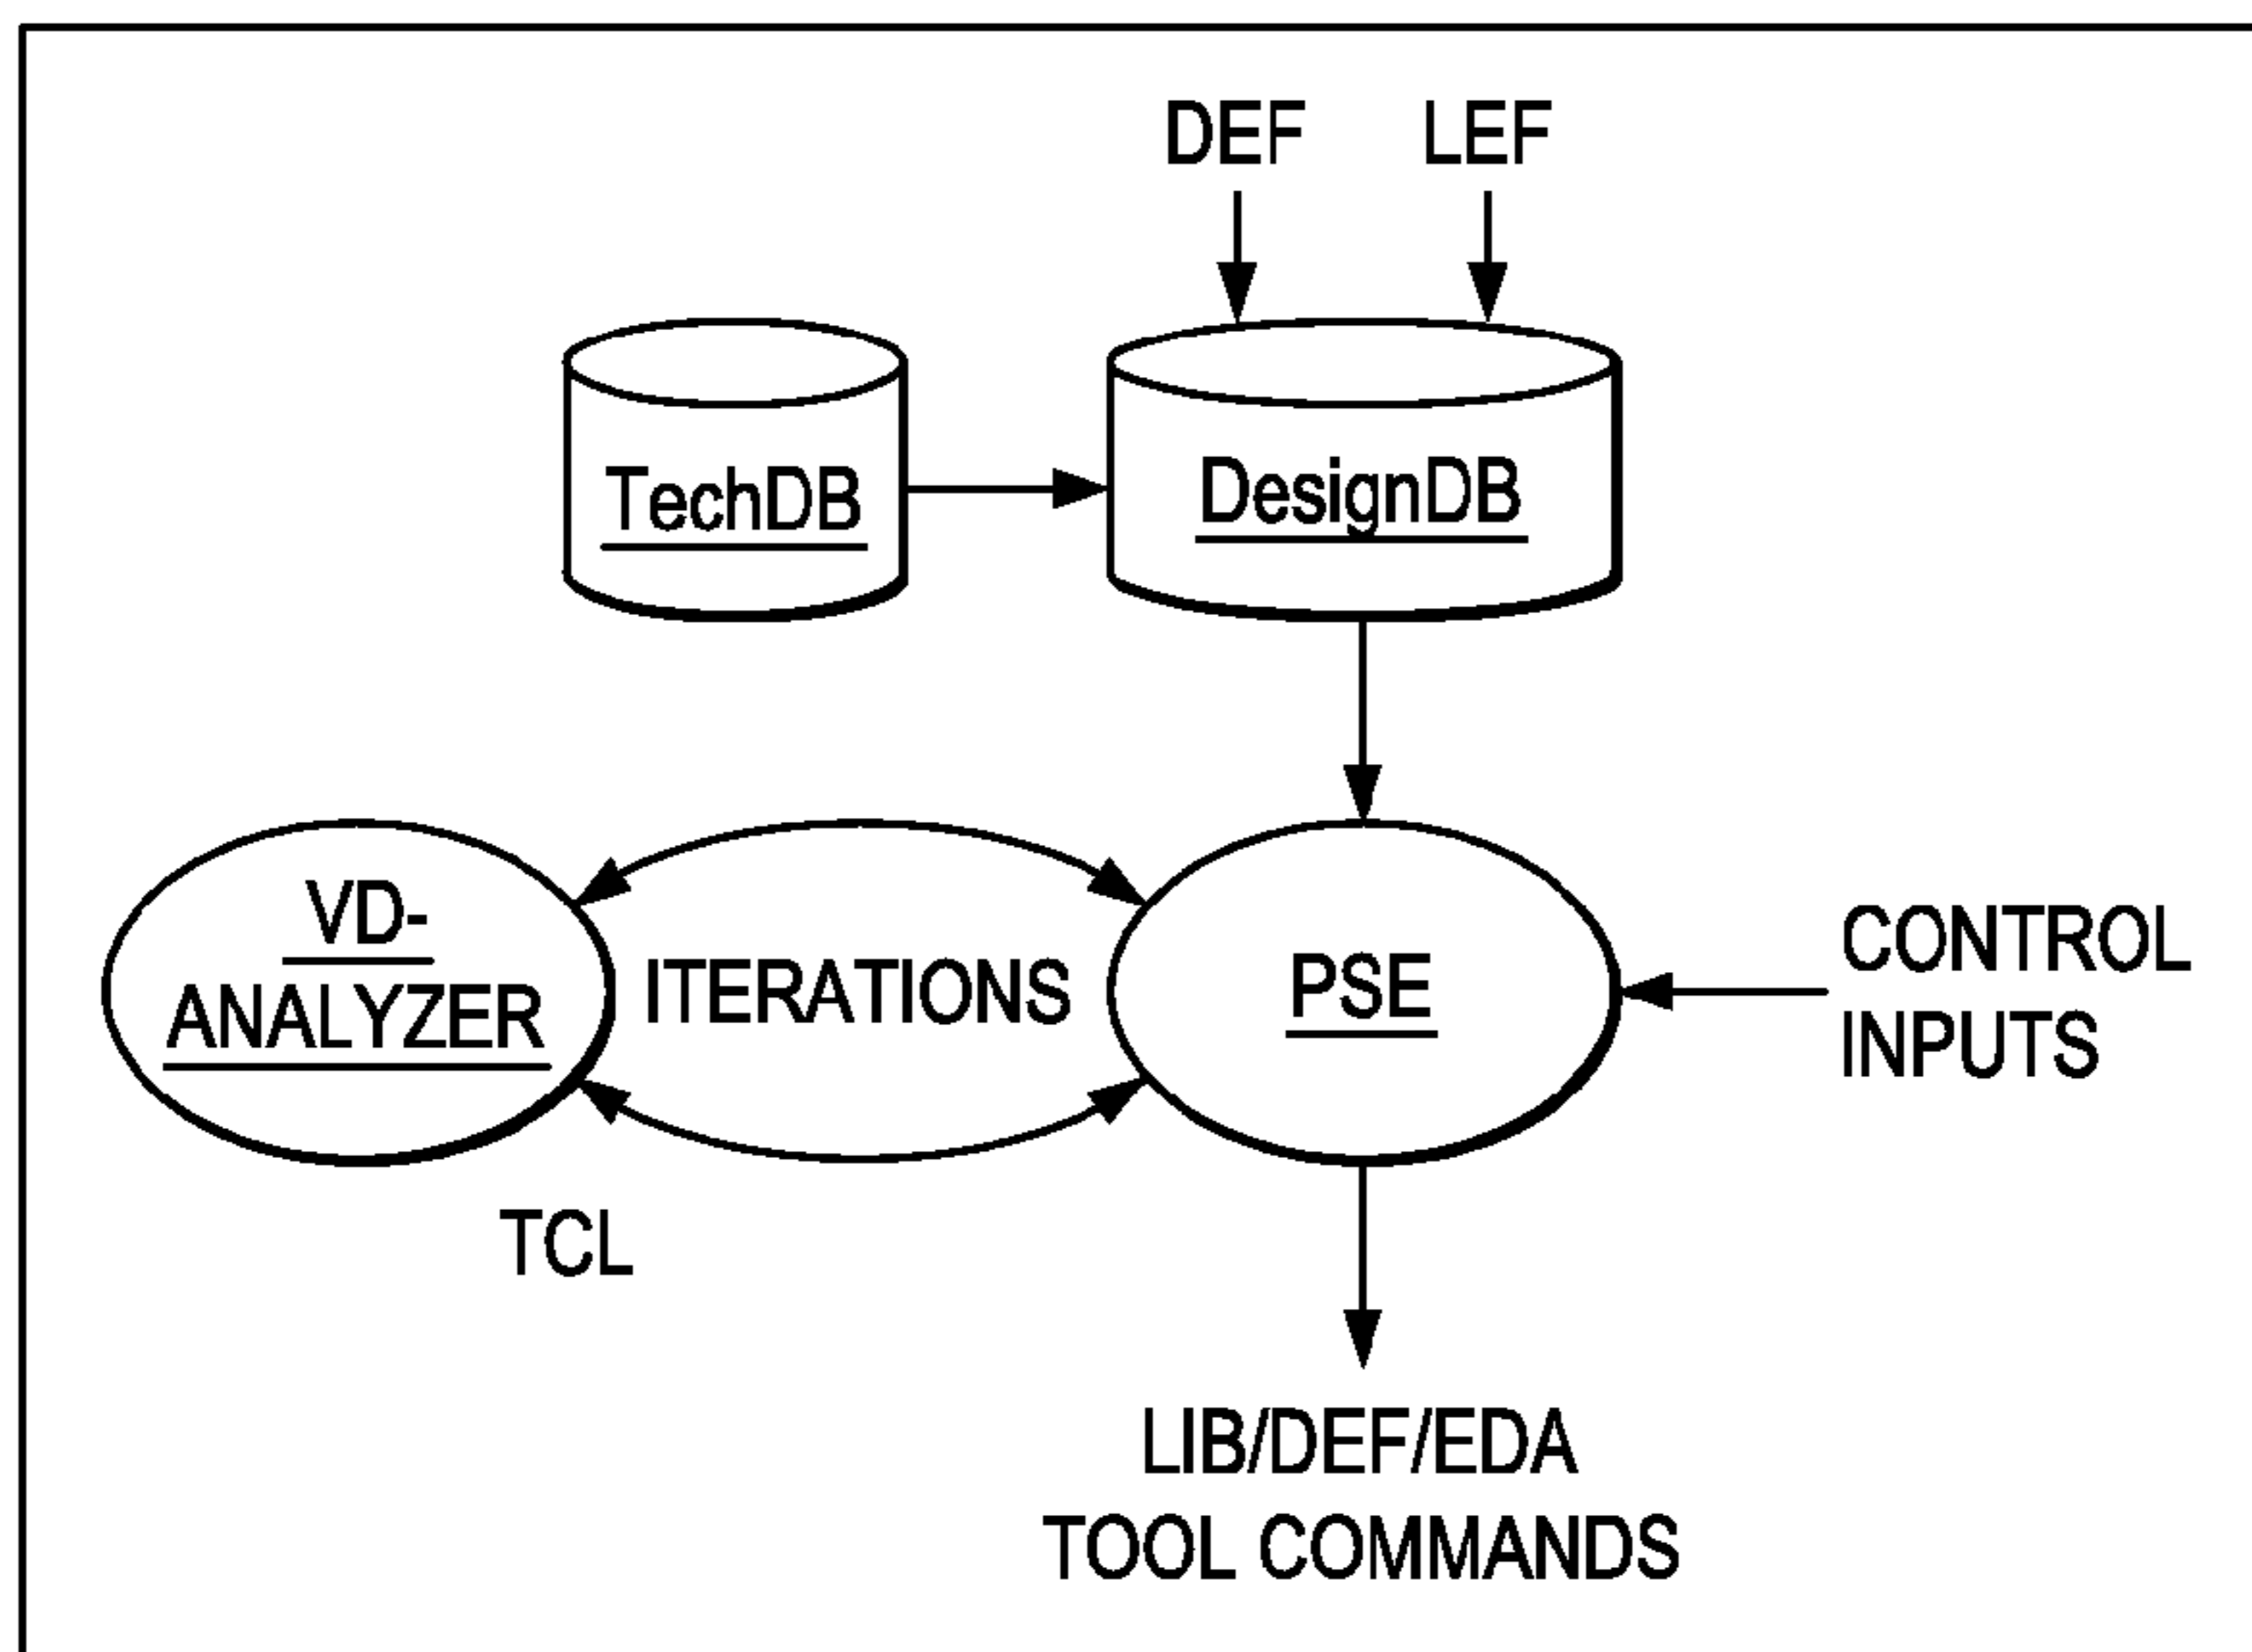 DEF
LEF
TechDB
DesignDB
VD-
ANALYZER
ITERATIONS
PSE
CONTROL
INPUTS
TCL
LIB/DEF/EDA
TOOL COMMANDS